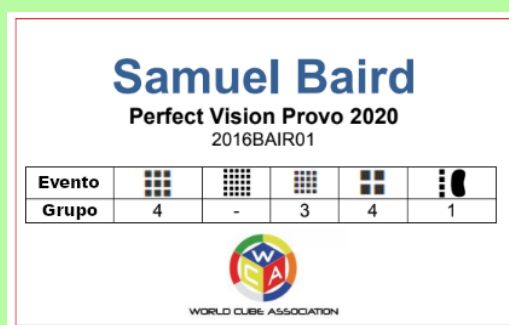 Samuel Baird
Perfect Vision Provo 2020
2016BAIR01
Evento
Grupo 4 - 3 4 1
W C A
WORLD CUBE ASSOCIATION